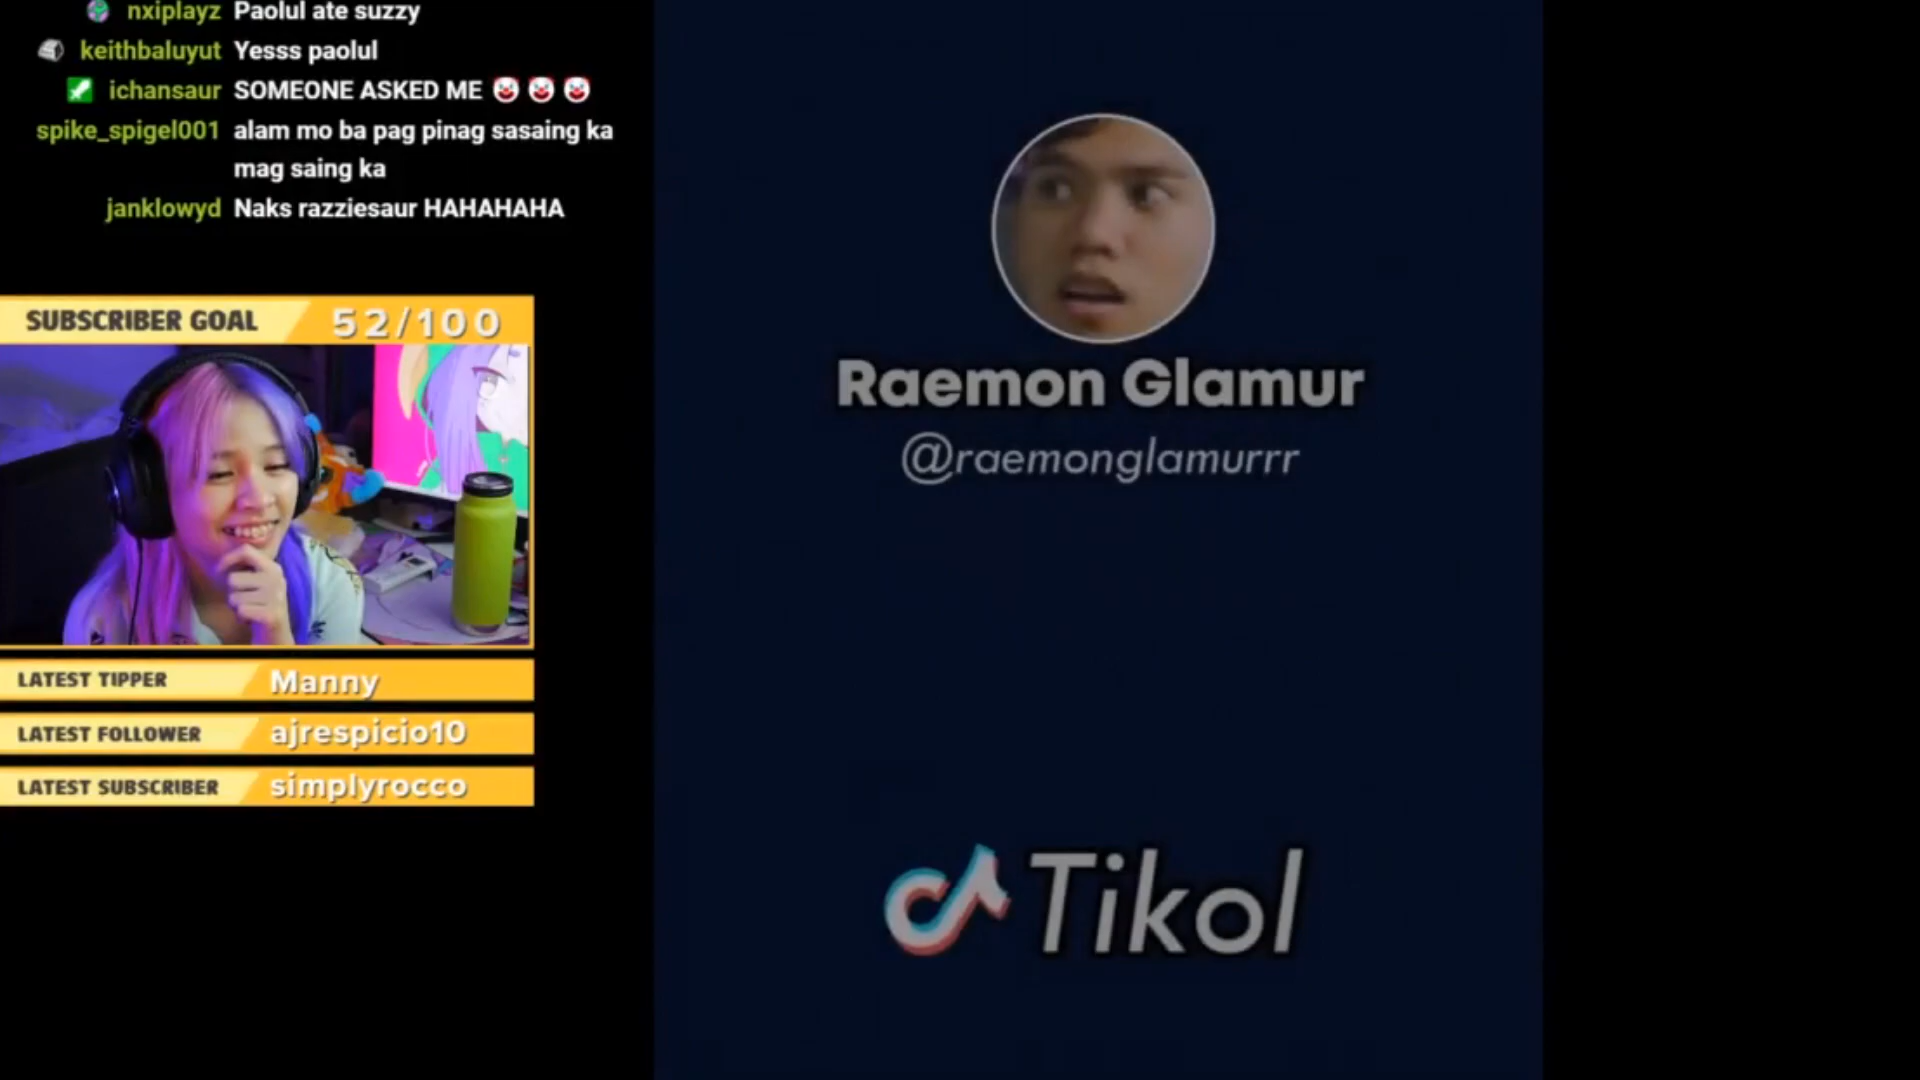 nxiplayz Paolul ate suzzy
keithbaluyut Yesss paolul
ichansaur SOMEONE ASKED ME 🤡 🤡 🤡
spike_spigel001 alam mo ba pag pinag sasaing ka
mag saing ka
janklowyd Naks razziesaur HAHAHAHA
SUBSCRIBER GOAL 52/100
LATEST TIPPER Manny
LATEST FOLLOWER ajrespicio10
LATEST SUBSCRIBER simplyrocco
Raemon Glamur
@raemonglamurrr
Tikol